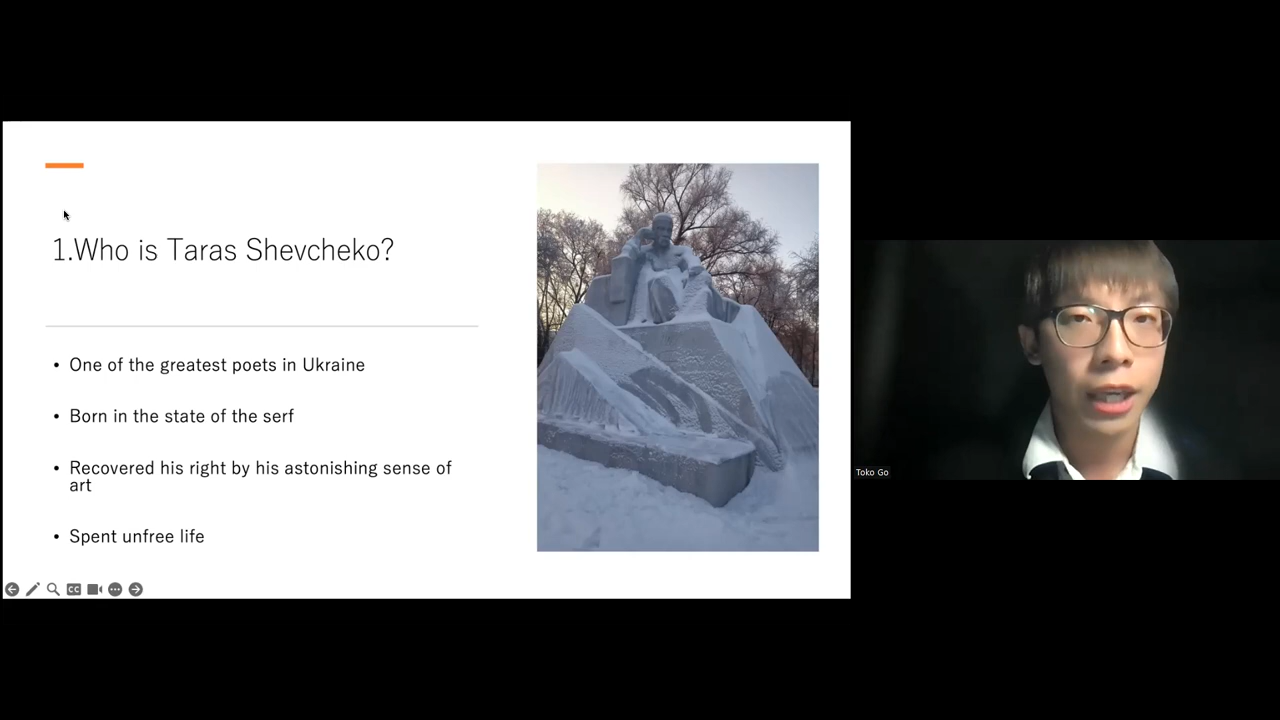 1.Who is Taras Shevcheko?
• One of the greatest poets in Ukraine
• Born in the state of the serf
• Recovered his right by his astonishing sense of
art
• Spent unfree life
CC
Toko Go